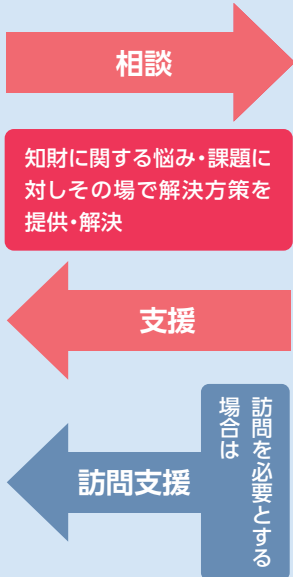 相談
知財に関する悩み・課題に
対しその場で解決方策を
提供・解決
支援
訪問を必要とする
場合は
訪問支援